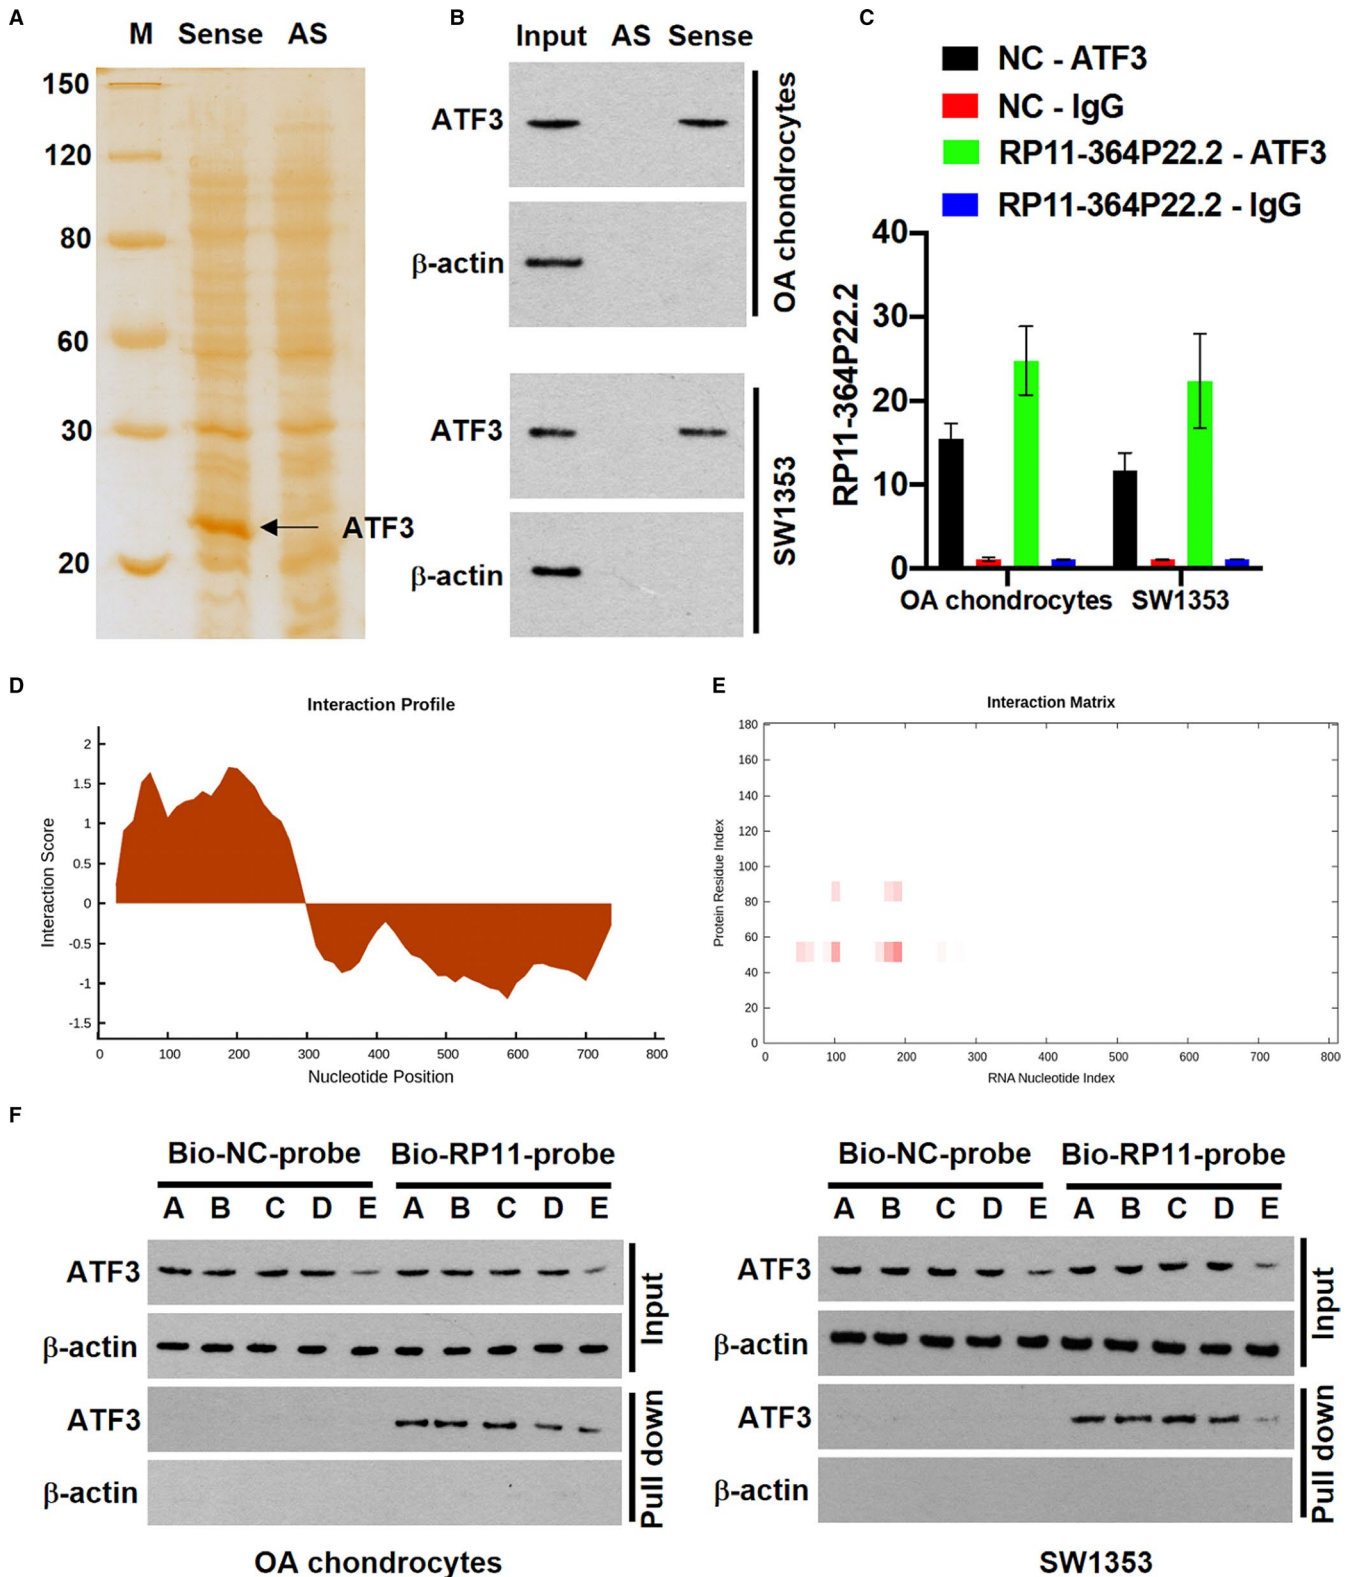 A
M Sense AS
150
120
80
60
30
ATF3
20
B
Input AS Sense
ATF3
β-actin
OA chondrocytes
ATF3
β-actin
SW1353
C
NC - ATF3
NC - IgG
RP11-364P22.2 - ATF3
RP11-364P22.2 - IgG
RP11-364P22.2
40
30
20
10
0
OA chondrocytes SW1353
D
Interaction Profile
Interaction Score
2
1.5
1
0.5
0
-0.5
-1
-1.5
0 100 200 300 400 500 600 700 800
Nucleotide Position
E
Interaction Matrix
Protein Residue Index
180
160
140
120
100
80
60
40
20
0
0 100 200 300 400 500 600 700 800
RNA Nucleotide Index
F
Bio-NC-probe Bio-RP11-probe
A B C D E A B C D E
ATF3
β-actin
Input
ATF3
β-actin
Pull down
OA chondrocytes
Bio-NC-probe Bio-RP11-probe
A B C D E A B C D E
ATF3
β-actin
Input
ATF3
β-actin
Pull down
SW1353